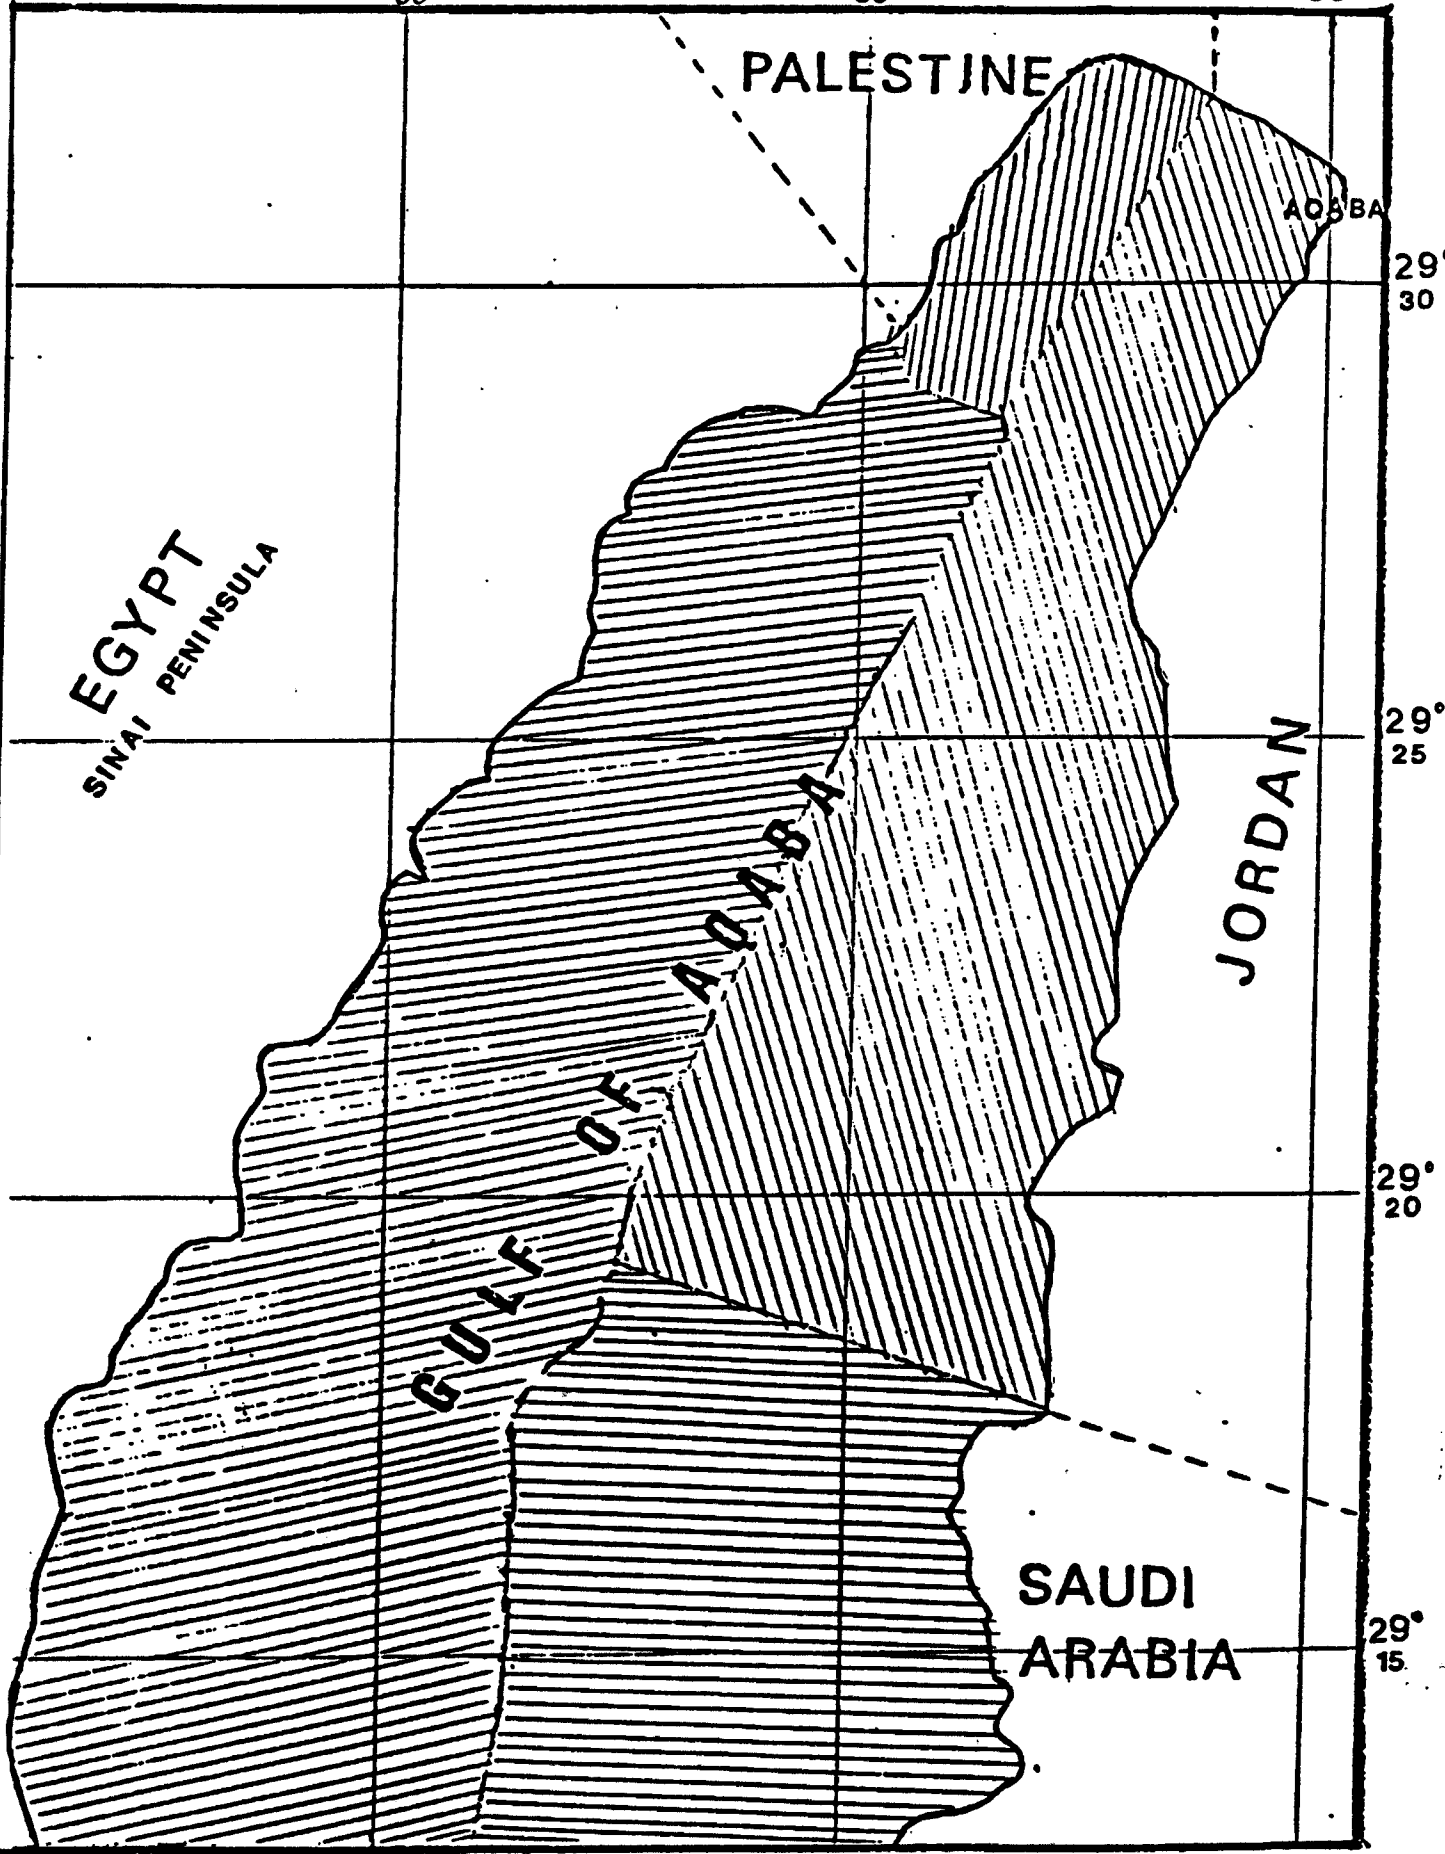 PALESTINE
AQABA
29°
30
EGYPT
SINAI PENINSULA
29°
25
JORDAN
GULF OF AQABA
29°
20
SAUDI
ARABIA
29°
15